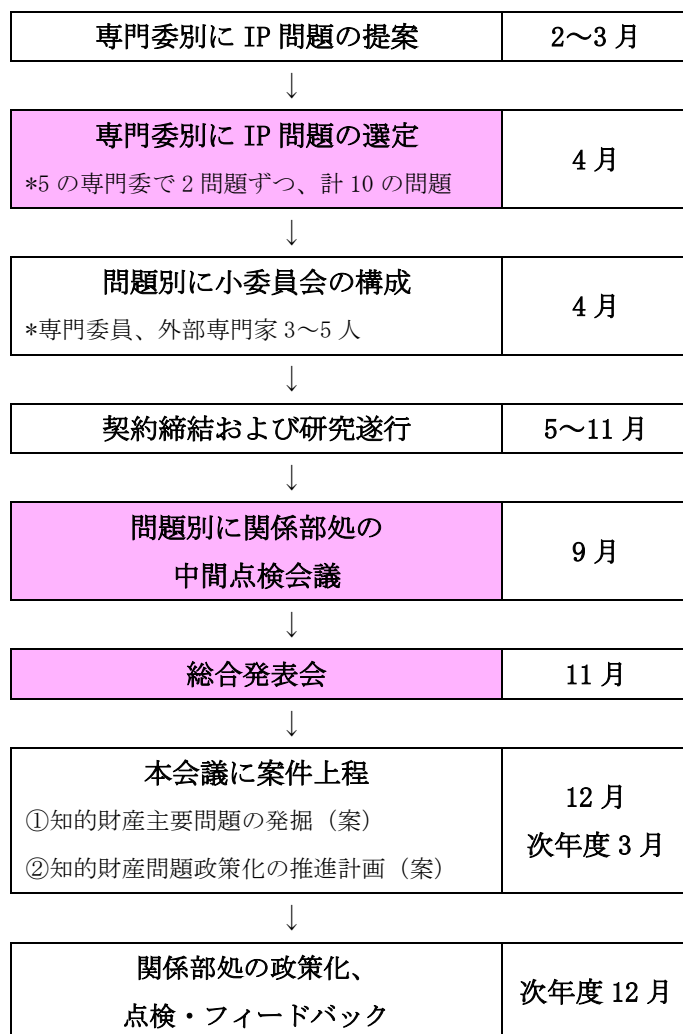 専門委別に IP 問題の提案
2～3 月
↓
専門委別に IP 問題の選定
*5 の専門委で 2 問題ずつ、計 10 の問題
4 月
↓
問題別に小委員会の構成
*専門委員、外部専門家 3～5 人
4 月
↓
契約締結および研究遂行
5～11 月
↓
問題別に関係部処の
中間点検会議
9 月
↓
総合発表会
11 月
↓
本会議に案件上程
①知的財産主要問題の発掘（案）
②知的財産問題政策化の推進計画（案）
12 月
次年度 3 月
↓
関係部処の政策化、
点検・フィードバック
次年度 12 月